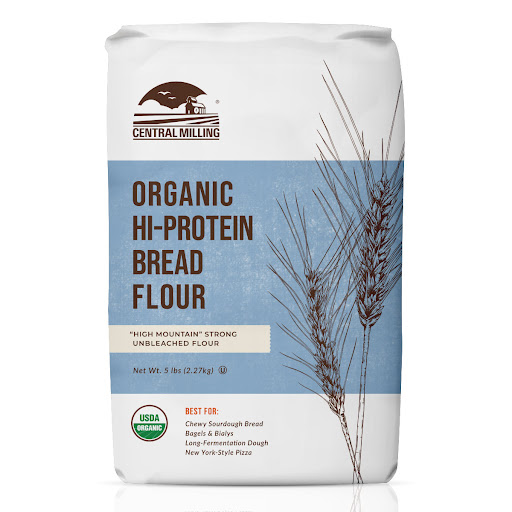 CENTRAL MILLING
®
ORGANIC
HI-PROTEIN
BREAD
FLOUR
"HIGH MOUNTAIN" STRONG
UNBLEACHED FLOUR
Net Wt. 5 lbs (2.27kg) Ⓤ
USDA
ORGANIC
BEST FOR:
Chewy Sourdough Bread
Bagels & Bialys
Long-Fermentation Dough
New York-Style Pizza